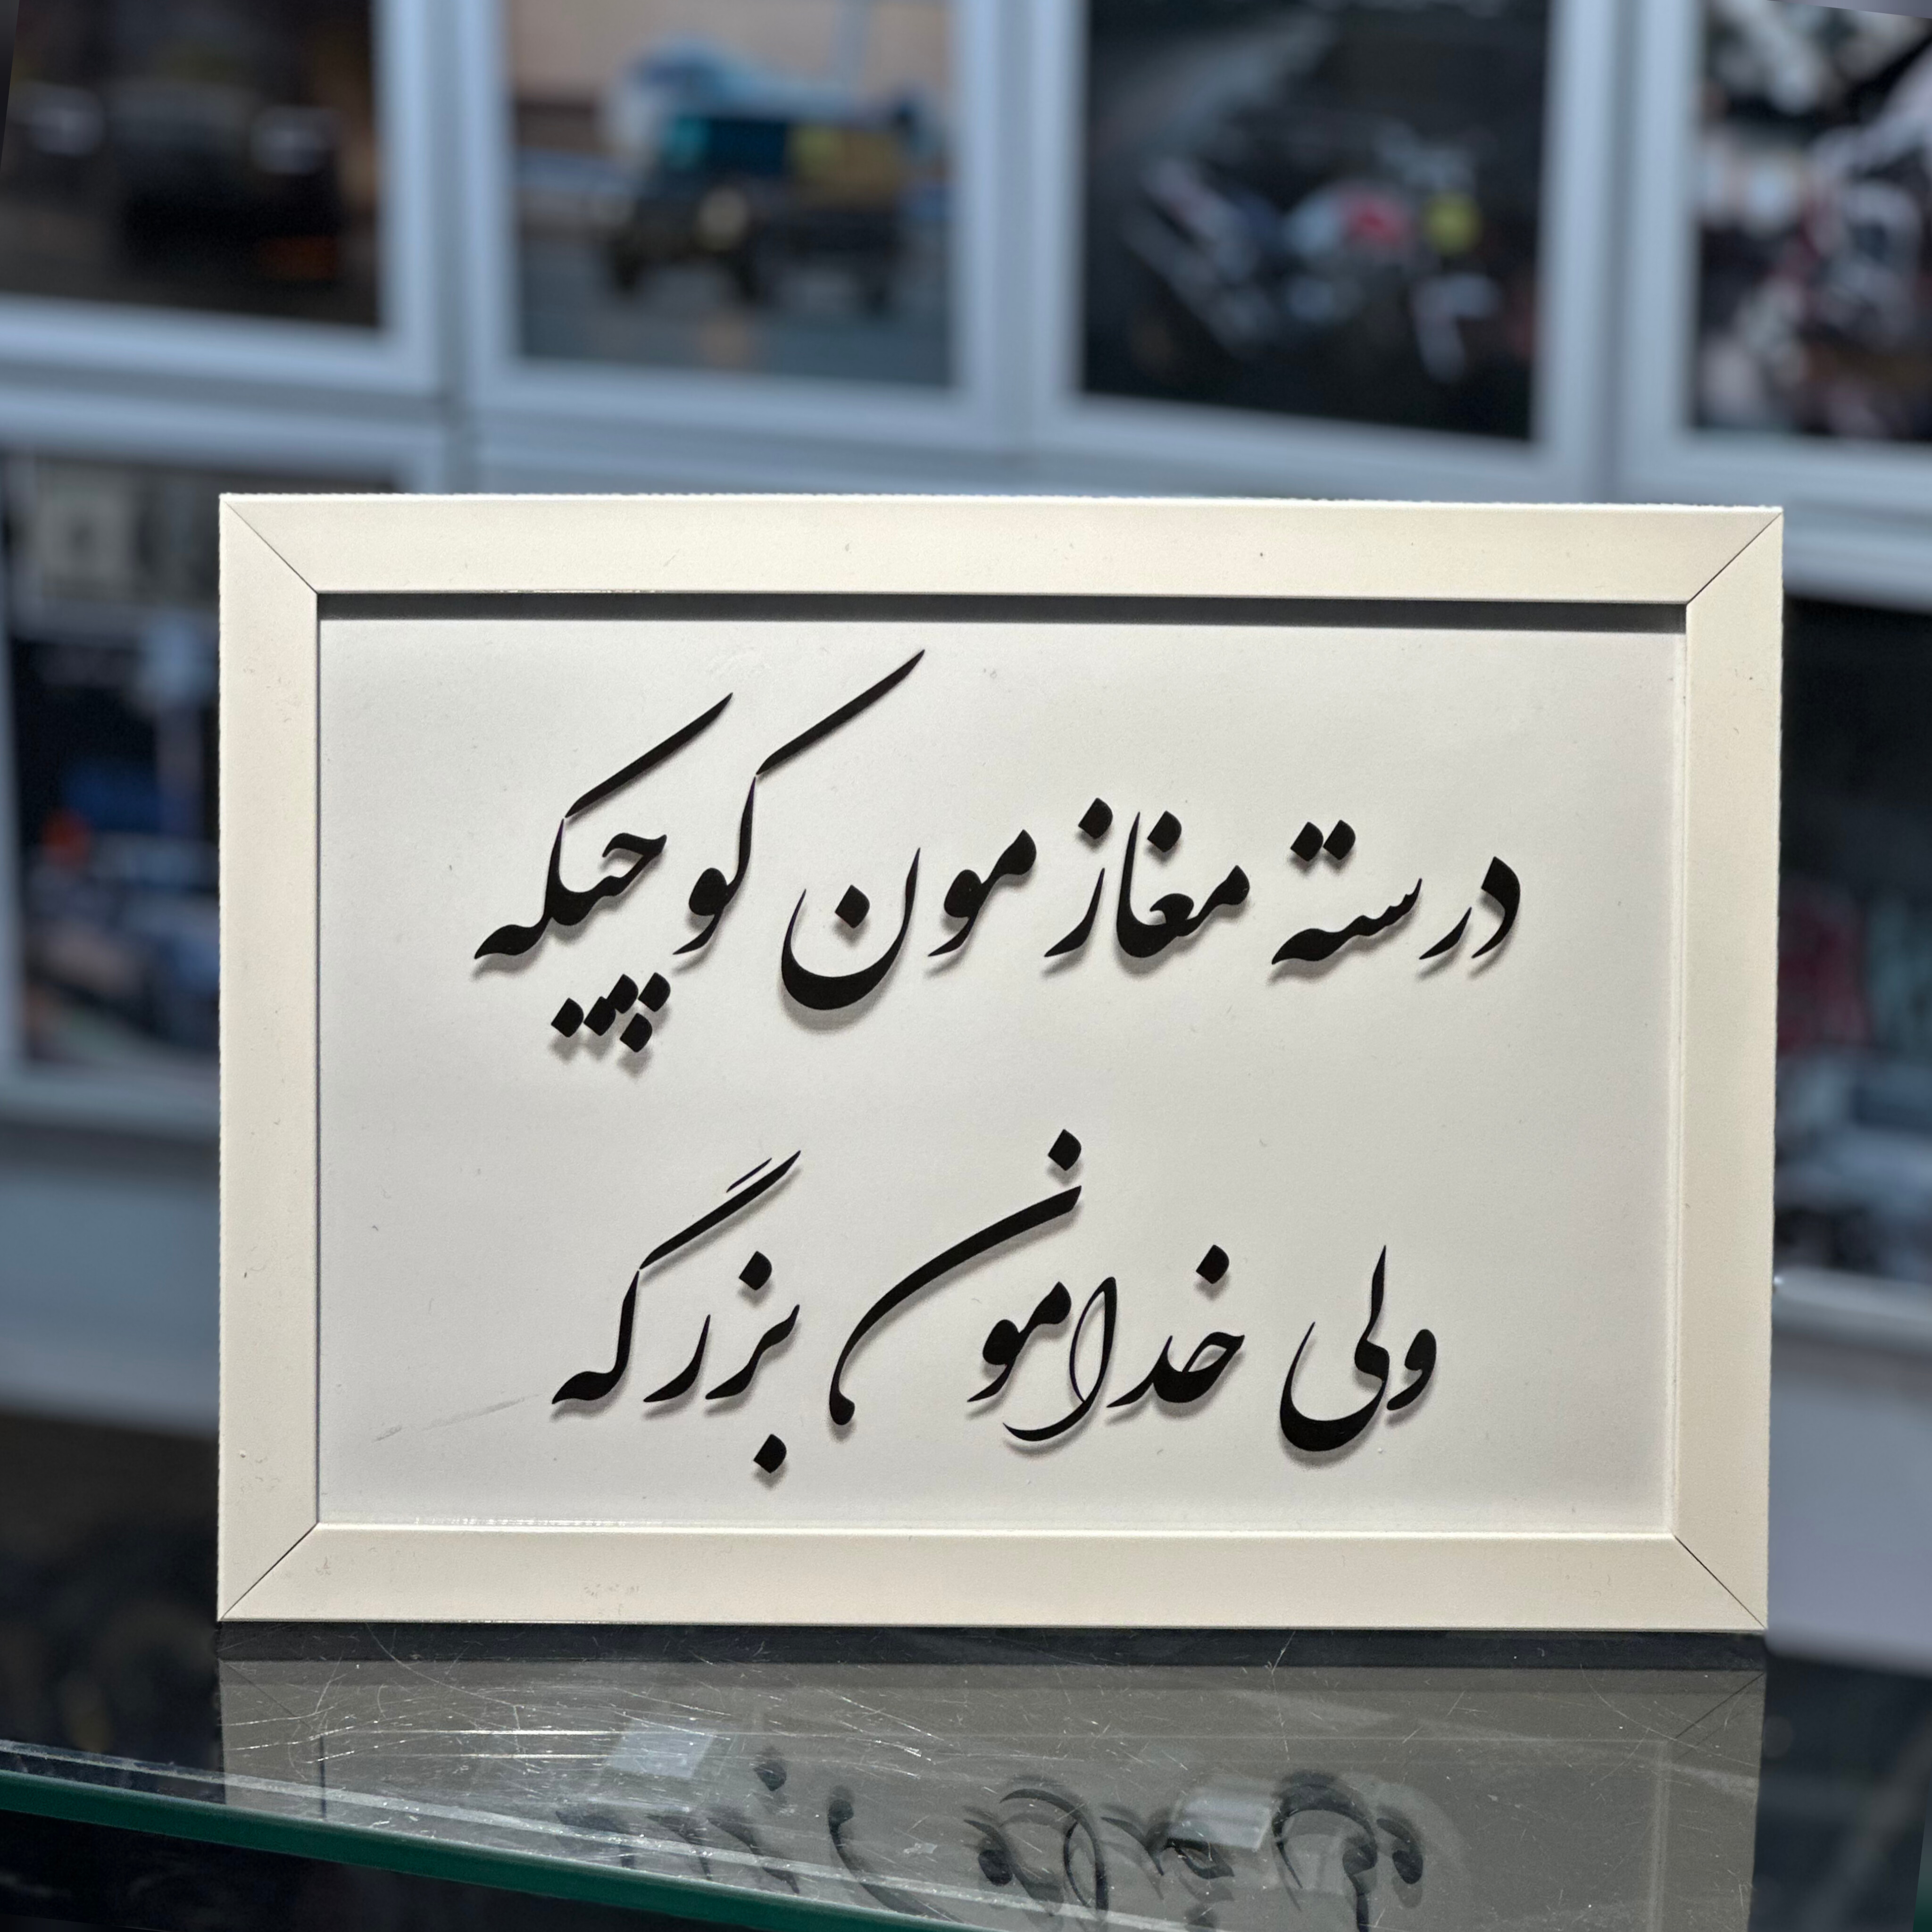 درسته مغازمون کوچیکه
ولی خدامون بزرگه